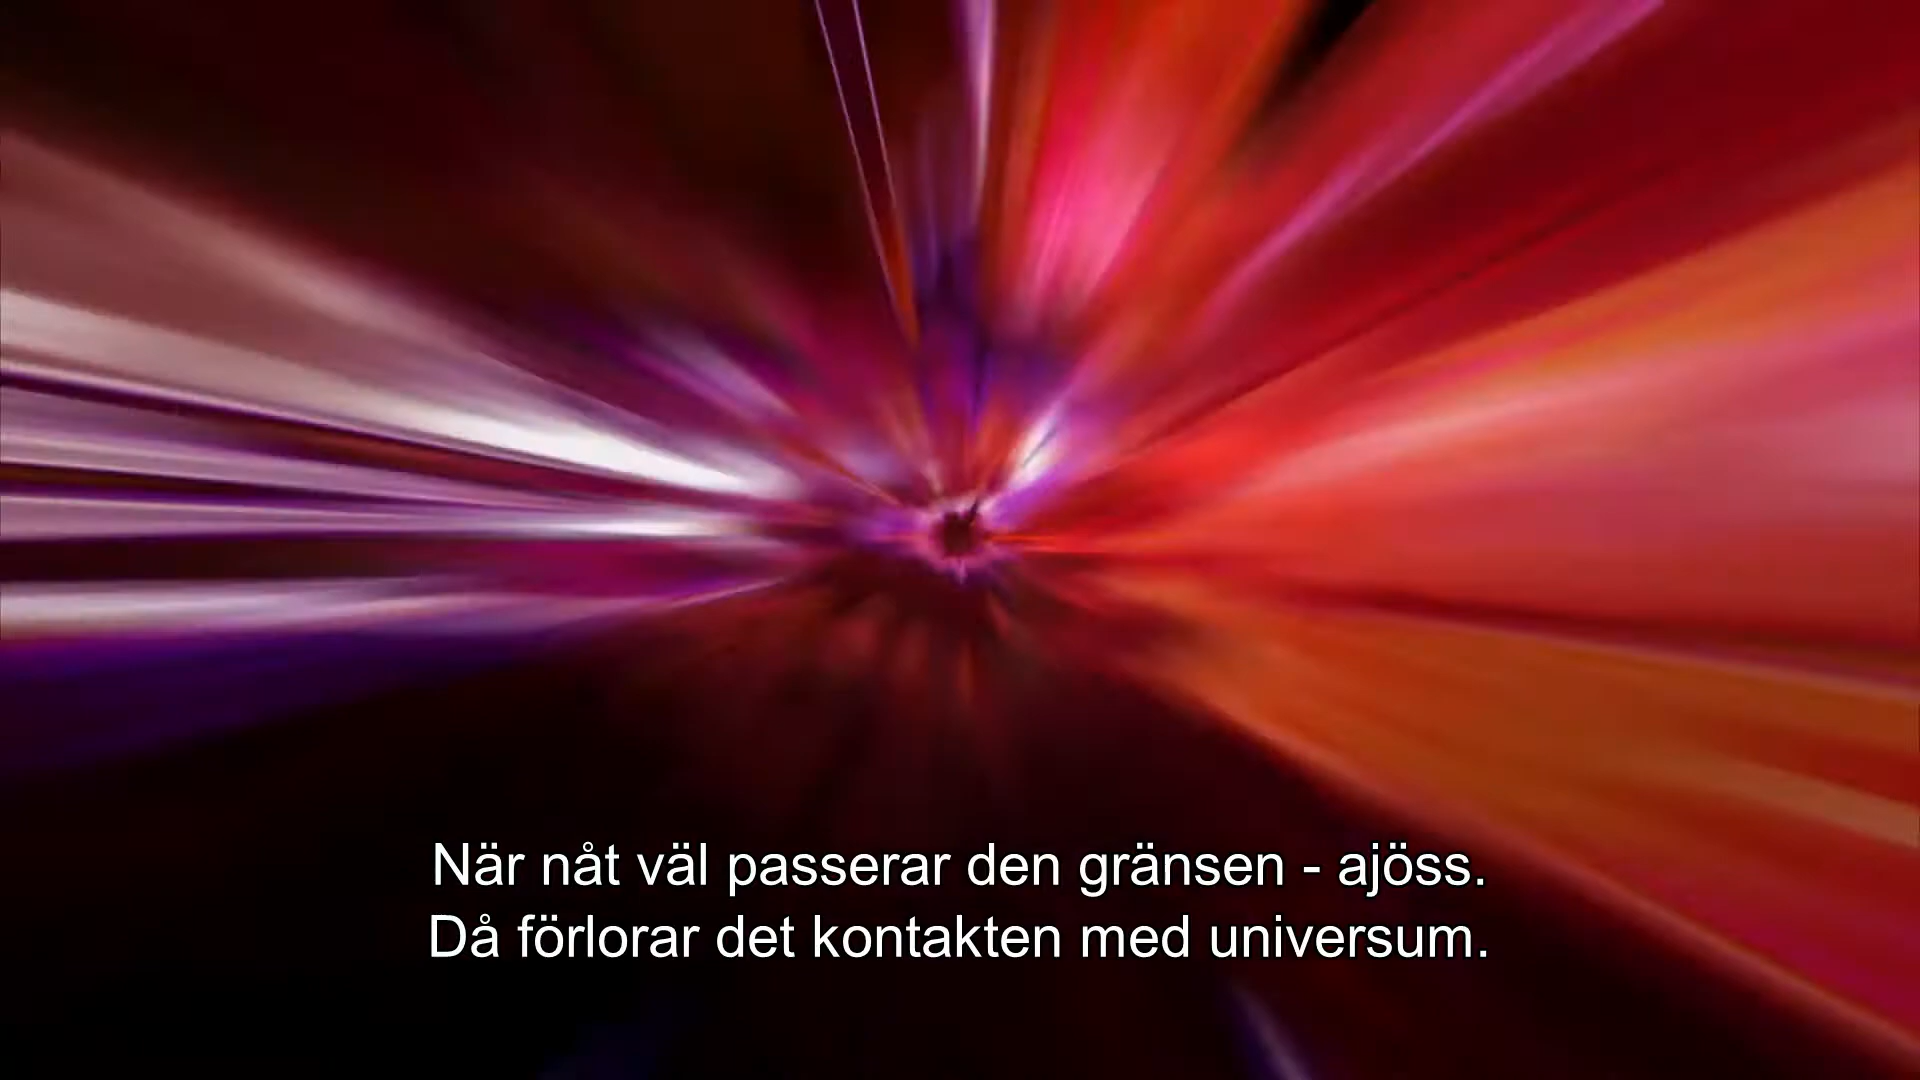 När nåt väl passerar den gränsen - ajöss.
Då förlorar det kontakten med universum.